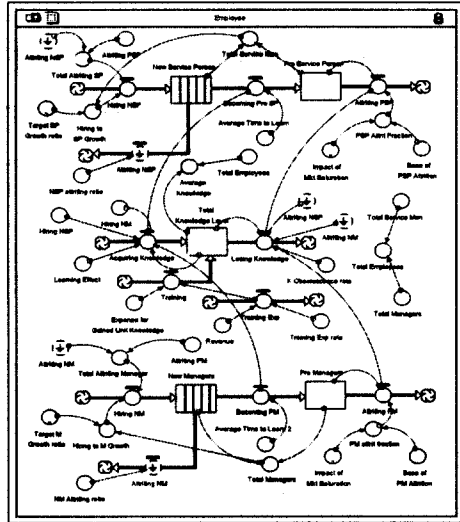 Employee
Attriting NSP
Attriting PSP
Total Service Men
Total Attriting SP
New Service Person
Pro Service Person
Hiring NSP
Becoming Pro SP
Attriting PSP
Target SP
Growth ratio
Hiring to
SP Growth
Average Time to Learn
PSP Attrit Fraction
NSP attriting ratio
Attriting NSP
Average
Knowledge
Total Employees
Impact of
Mkt Saturation
Base of
PSP Attrition
Hiring NM
Total
Knowledge Level
Attriting NSP
Hiring NSP
Attriting NM
Total Service Men
Acquiring Knowledge
Losing Knowledge
Learning Effect
Training
K Obsolescence rate
Total Employees
Expense for
Gained Unit Knowledge
Training Exp
Revenue
Training Exp rate
Total Managers
Attriting NM
Attriting PM
Total Attriting Manager
New Managers
Pro Managers
Hiring NM
Becoming PM
Attriting PM
Target M
Growth ratio
Hiring to M Growth
Average Time to Learn 2
PM attrit fraction
NM Attriting ratio
Attriting NM
Total Managers
Impact of
Mkt Saturation
Base of
PM Attrition